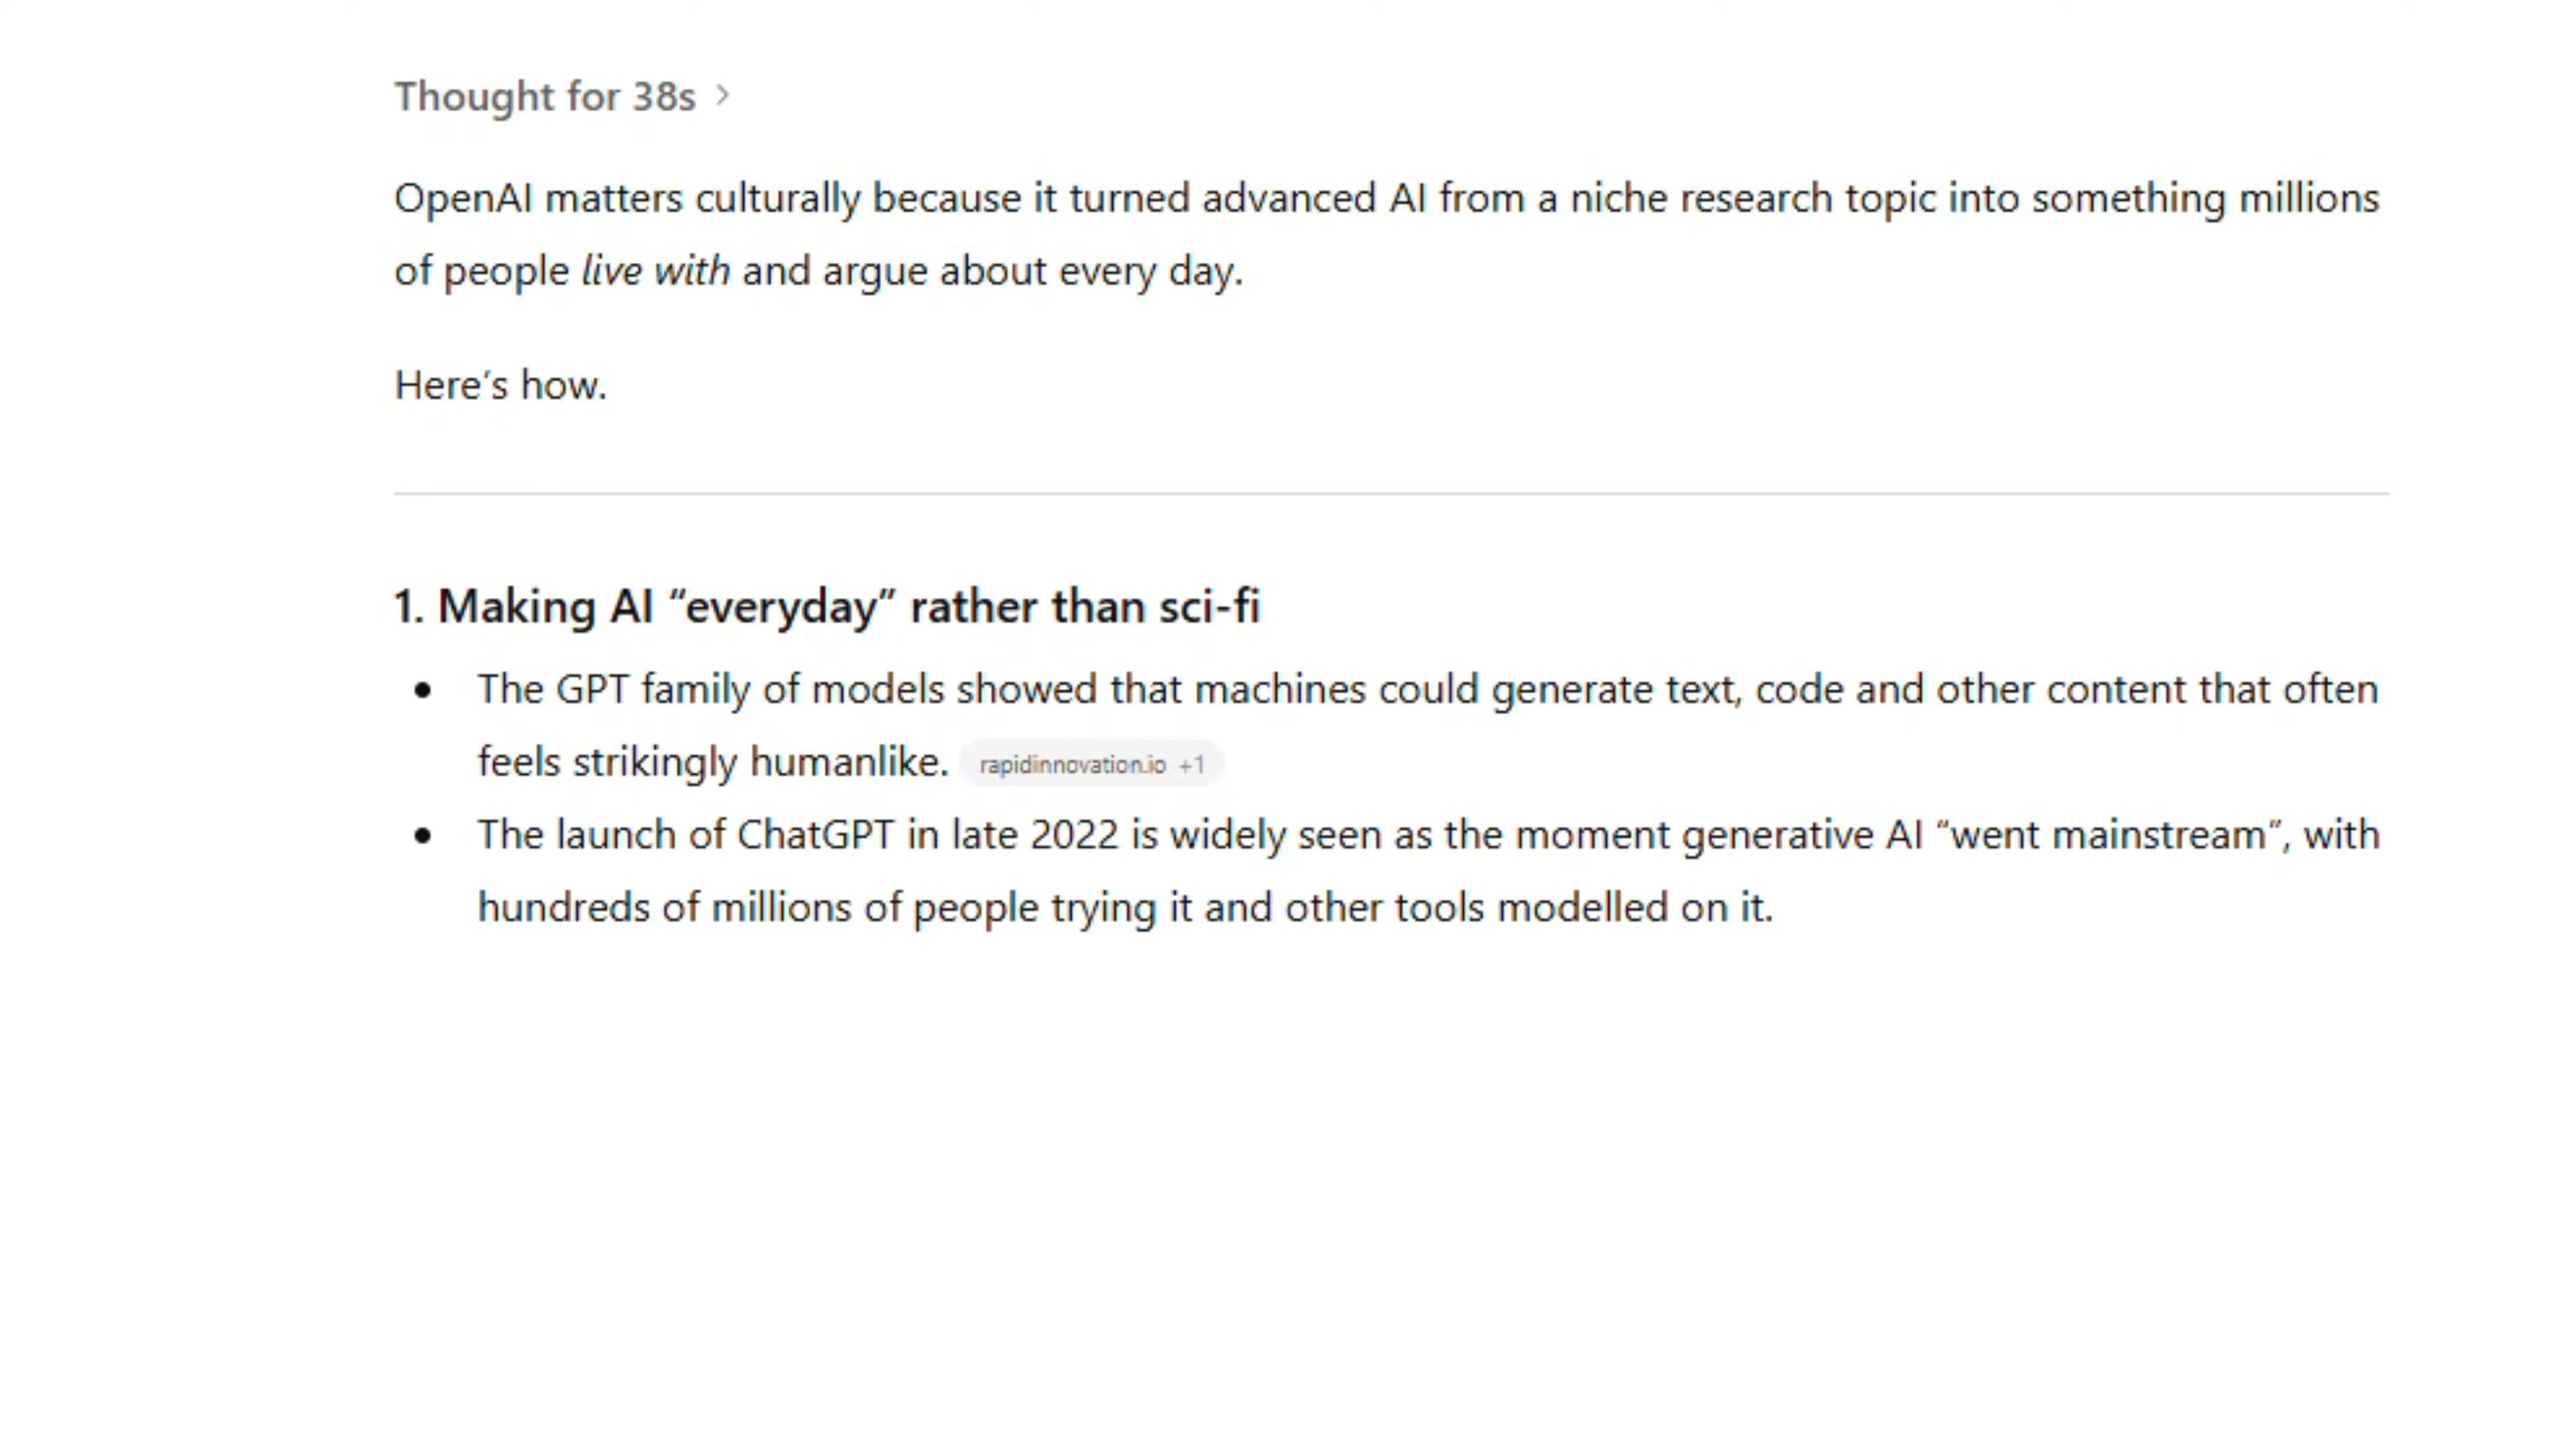 Thought for 38s
OpenAI matters culturally because it turned advanced AI from a niche research topic into something millions
of people live with and argue about every day.
Here’s how.
1. Making AI “everyday” rather than sci-fi
• The GPT family of models showed that machines could generate text, code and other content that often
feels strikingly humanlike. rapidinnovation.io +1
• The launch of ChatGPT in late 2022 is widely seen as the moment generative AI “went mainstream”, with
hundreds of millions of people trying it and other tools modelled on it.